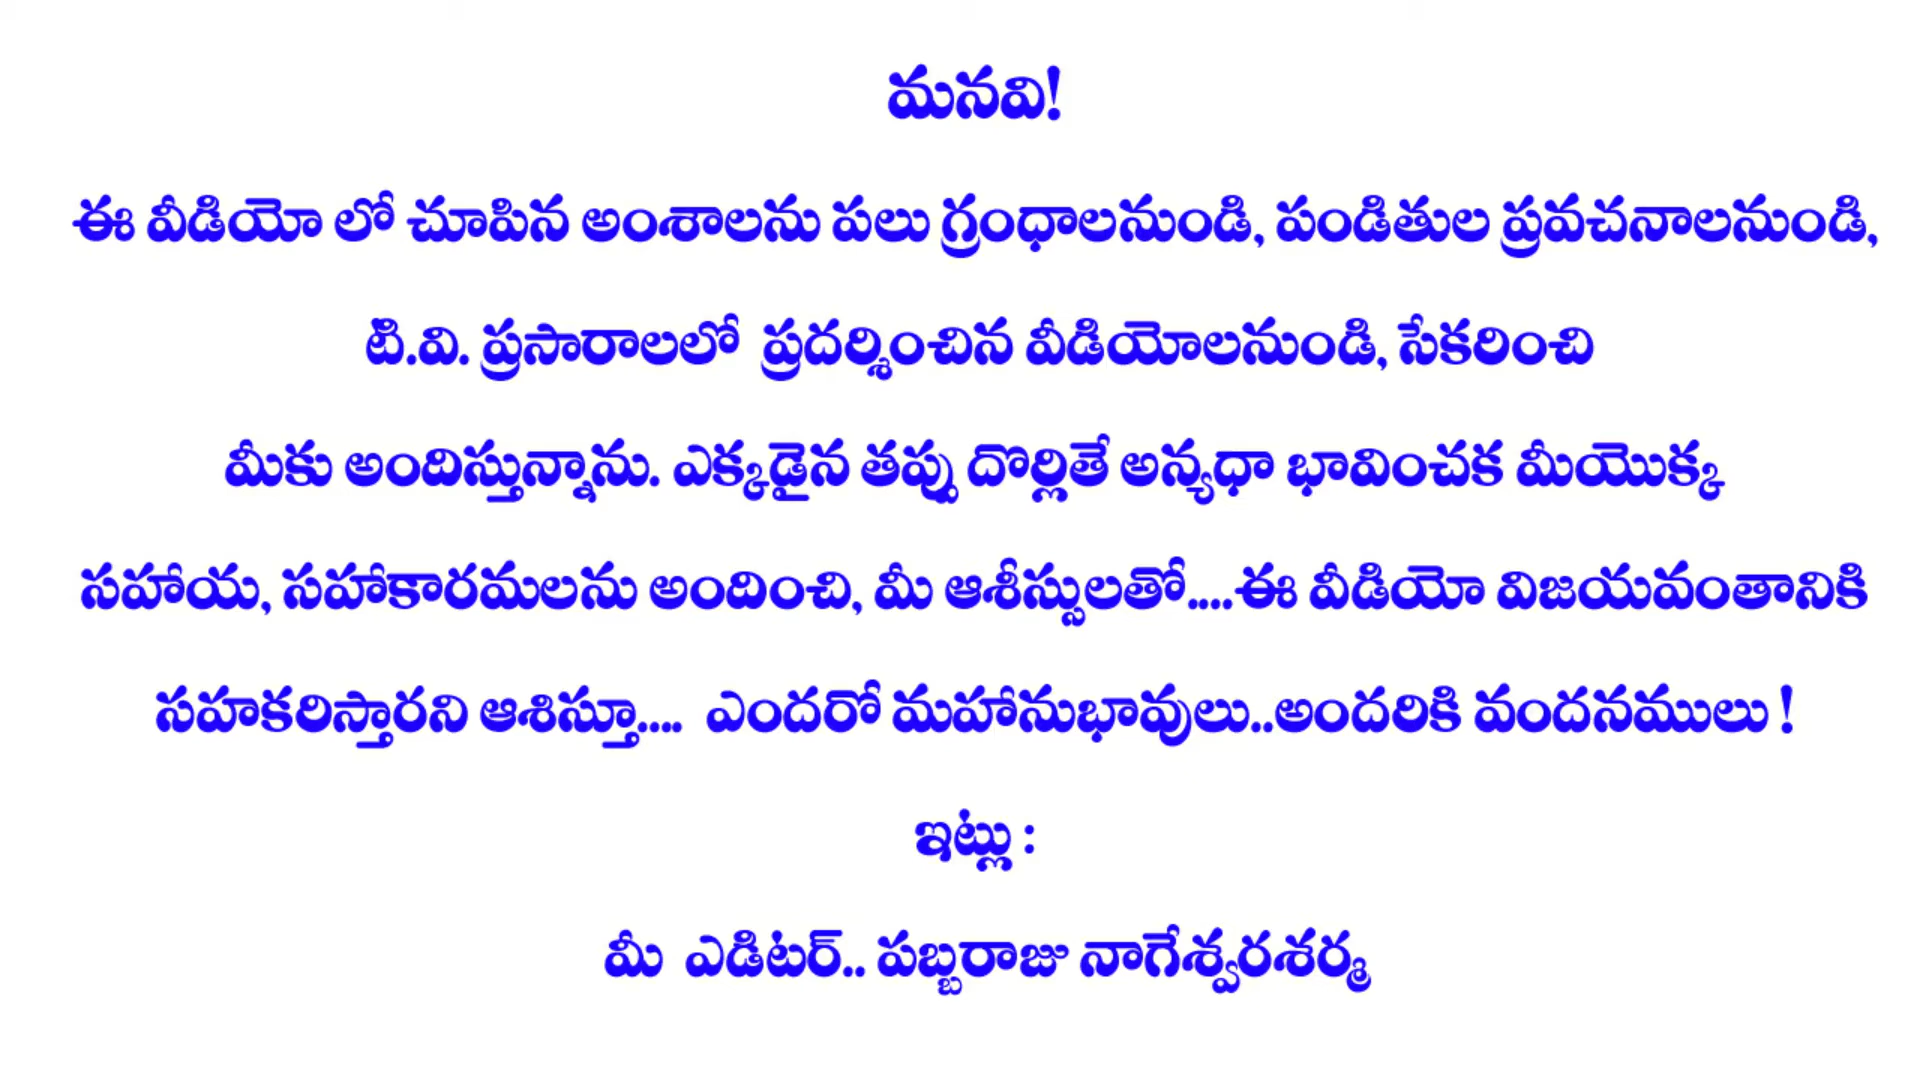 మనవి!
ఈ వీడియో లో చూపిన అంశాలను పలు గ్రంధాలనుండి, పండితుల ప్రవచనాలనుండి,
టి.వి. ప్రసారాలలో ప్రదర్శించిన వీడియోలనుండి, సేకరించి
మీకు అందిస్తున్నాను. ఎక్కడైన తప్పు దొర్లితే అన్యధా భావించక మీయొక్క
సహాయ, సహాకారమలను అందించి, మీ ఆశీస్సులతో....ఈ వీడియో విజయవంతానికి
సహకరిస్తారని ఆశిస్తూ.... ఎందరో మహానుభావులు..అందరికి వందనములు !
ఇట్లు :
మీ ఎడిటర్.. పబ్బరాజు నాగేశ్వరశర్మ